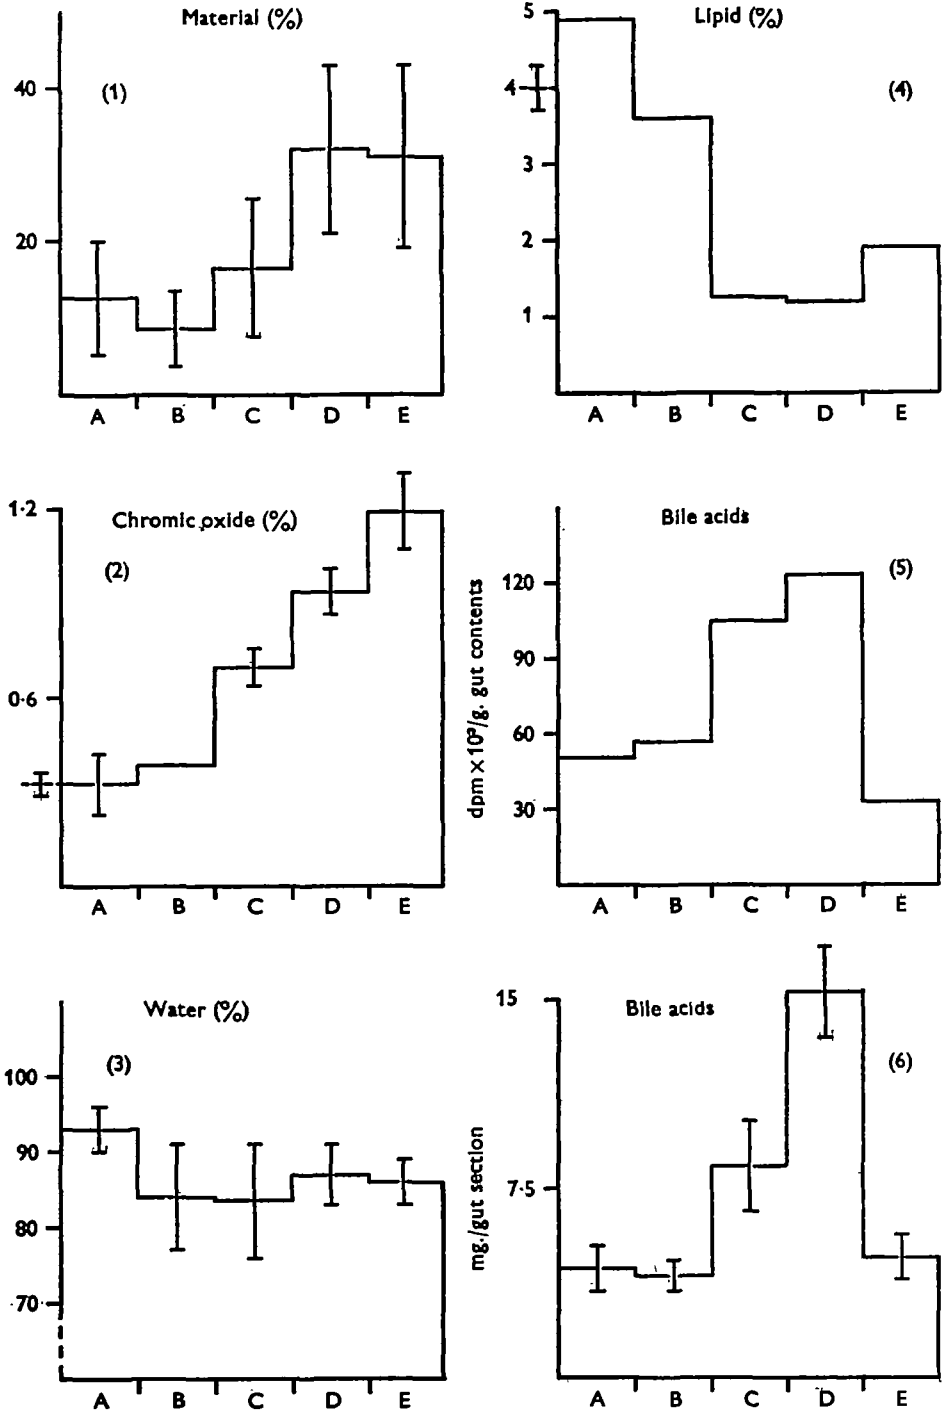 Material (%)
(1)
40
20
A B C D E
Lipid (%)
(4)
5
4
3
2
1
A B C D E
Chromic oxide (%)
(2)
1·2
0·6
A B C D E
Bile acids
(5)
dpm x 10³/g. gut contents
120
90
60
30
A B C D E
Water (%)
(3)
100
90
80
70
A B C D E
Bile acids
(6)
mg./gut section
15
7·5
A B C D E